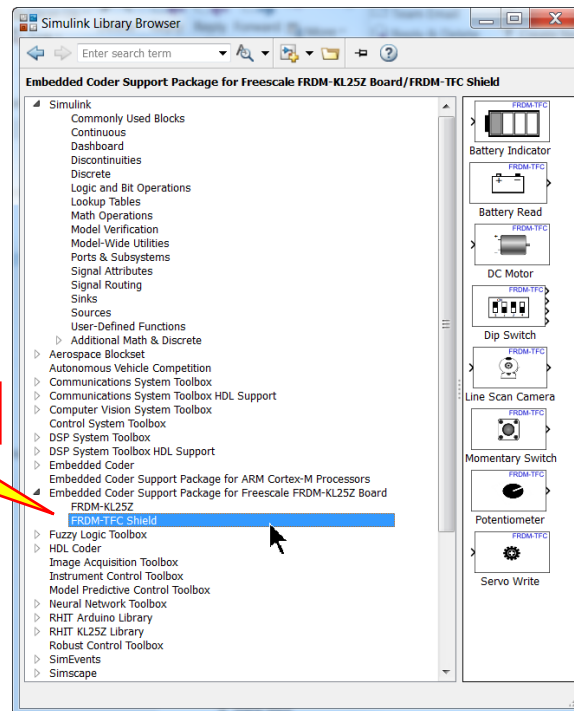 Simulink Library Browser
Enter search term
Embedded Coder Support Package for Freescale FRDM-KL25Z Board/FRDM-TFC Shield
Simulink
Commonly Used Blocks
Continuous
Dashboard
Discontinuities
Discrete
Logic and Bit Operations
Lookup Tables
Math Operations
Model Verification
Model-Wide Utilities
Ports & Subsystems
Signal Attributes
Signal Routing
Sinks
Sources
User-Defined Functions
Additional Math & Discrete
Aerospace Blockset
Autonomous Vehicle Competition
Communications System Toolbox
Communications System Toolbox HDL Support
Computer Vision System Toolbox
Control System Toolbox
DSP System Toolbox
DSP System Toolbox HDL Support
Embedded Coder
Embedded Coder Support Package for ARM Cortex-M Processors
Embedded Coder Support Package for Freescale FRDM-KL25Z Board
FRDM-KL25Z
FRDM-TFC Shield
Fuzzy Logic Toolbox
HDL Coder
Image Acquisition Toolbox
Instrument Control Toolbox
Model Predictive Control Toolbox
Neural Network Toolbox
RHIT Arduino Library
RHIT KL25Z Library
Robust Control Toolbox
SimEvents
Simscape
FRDM-TFC
Battery Indicator
FRDM-TFC
Battery Read
FRDM-TFC
DC Motor
FRDM-TFC
Dip Switch
FRDM-TFC
Line Scan Camera
FRDM-TFC
Momentary Switch
FRDM-TFC
Potentiometer
FRDM-TFC
Servo Write